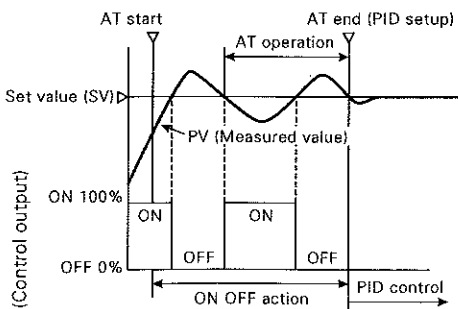 AT start
AT end (PID setup)
AT operation
Set value (SV)
PV (Measured value)
(Control output)
ON 100%
ON
ON
OFF
OFF
OFF 0%
ON OFF action
PID control